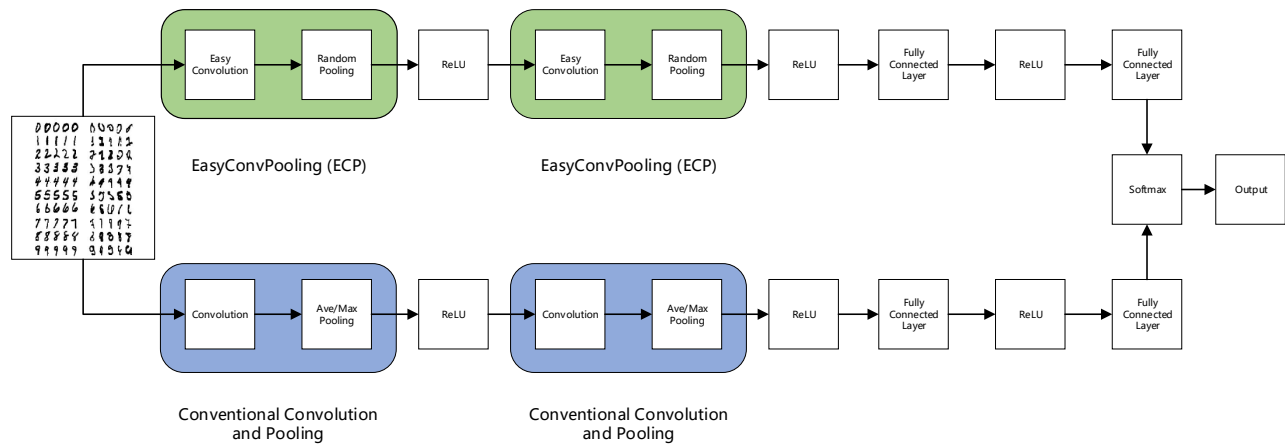 Easy
Convolution
Random
Pooling
ReLU
Easy
Convolution
Random
Pooling
ReLU
Fully
Connected
Layer
ReLU
Fully
Connected
Layer
EasyConvPooling (ECP)
EasyConvPooling (ECP)
Softmax
Output
Convolution
Ave/Max
Pooling
ReLU
Convolution
Ave/Max
Pooling
ReLU
Fully
Connected
Layer
ReLU
Fully
Connected
Layer
Conventional Convolution
and Pooling
Conventional Convolution
and Pooling